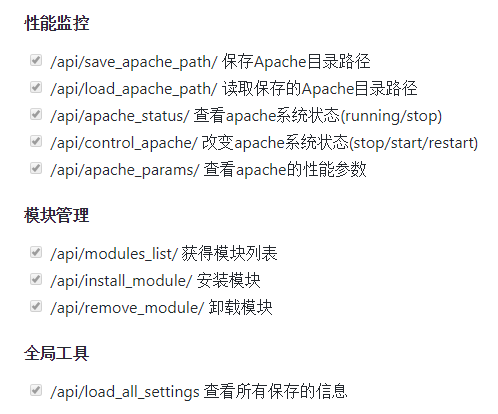 性能监控
/api/save_apache_path/ 保存Apache目录路径
/api/load_apache_path/ 读取保存的Apache目录路径
/api/apache_status/ 查看apache系统状态(running/stop)
/api/control_apache/ 改变apache系统状态(stop/start/restart)
/api/apache_params/ 查看apache的性能参数
模块管理
/api/modules_list/ 获得模块列表
/api/install_module/ 安装模块
/api/remove_module/ 卸载模块
全局工具
/api/load_all_settings 查看所有保存的信息